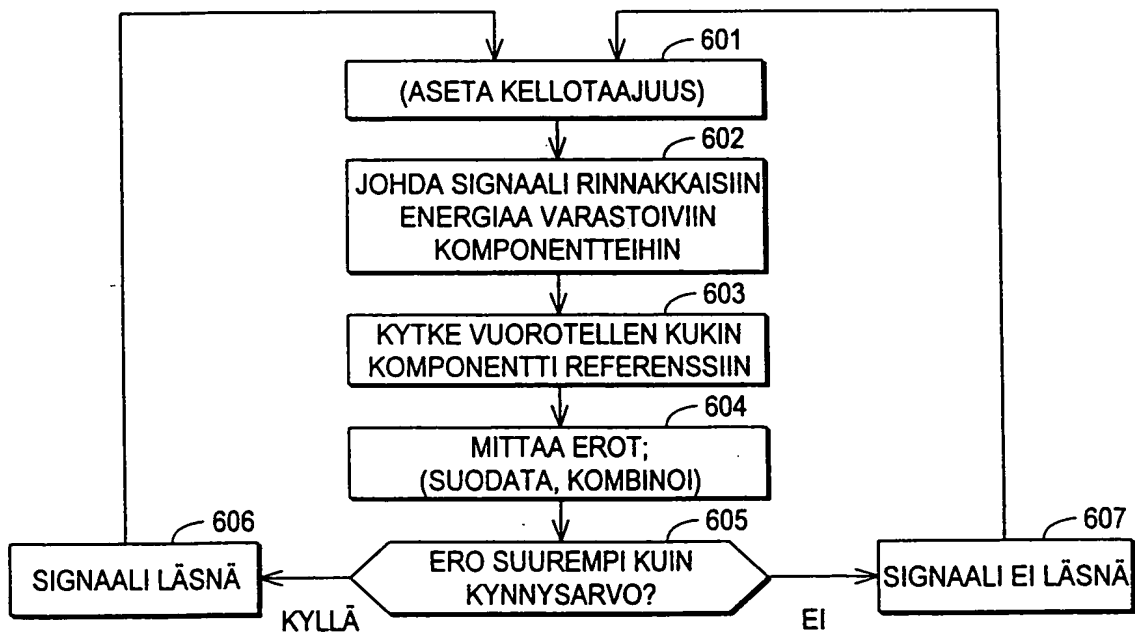 601
(ASETA KELLOTAAJUUS)
602
JOHDA SIGNAALI RINNAKKAISIIN
ENERGIAA VARASTOIVIIN
KOMPONENTTEIHIN
603
KYTKE VUOROTELLEN KUKIN
KOMPONENTTI REFERENSSIIN
604
MITTAA EROT;
(SUODATA, KOMBINOI)
605
ERO SUUREMPI KUIN
KYNNYSARVO?
606
SIGNAALI LÄSNÄ
KYLLÄ
607
SIGNAALI EI LÄSNÄ
EI